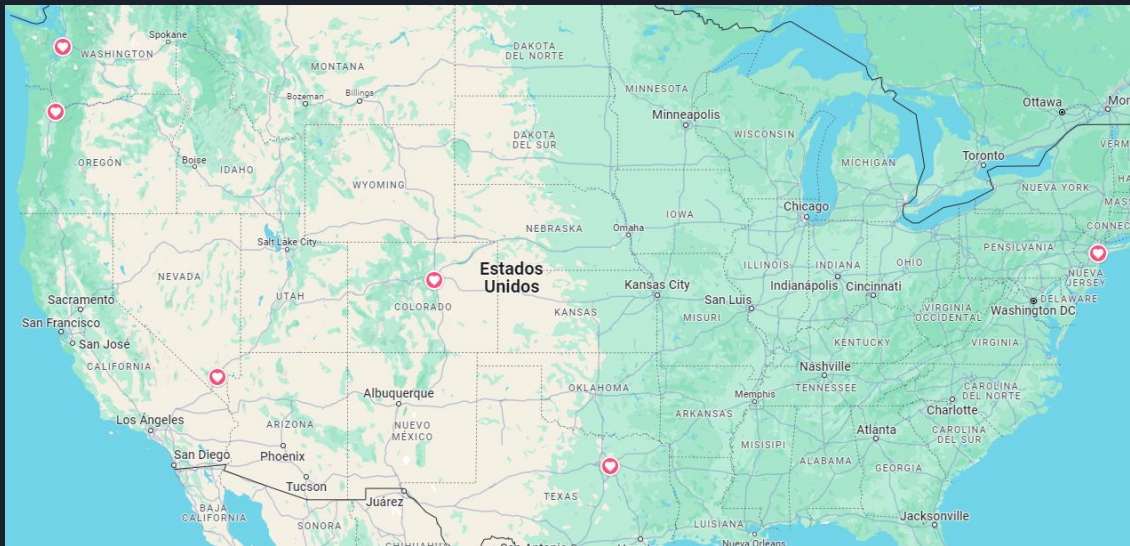 Spokane
WASHINGTON
MONTANA
DAKOTA
DEL NORTE
MINNESOTA
Ottawa
Bozeman
Billings
Minneapolis
WISCONSIN
DAKOTA
DEL SUR
MICHIGAN
Toronto
OREGÓN
Boise
IDAHO
WYOMING
NUEVA YORK
IOWA
Chicago
NEBRASKA
Omaha
Salt Lake City
PENSILVANIA
NEVADA
UTAH
Estados
Unidos
ILLINOIS
INDIANA
OHIO
NUEVA
JERSEY
COLORADO
Kansas City
Indianápolis
Cincinnati
Sacramento
San Luis
DELAWARE
San Francisco
KANSAS
MISURI
VIRGINIA
OCCIDENTAL
Washington DC
San José
KENTUCKY
VIRGINIA
CALIFORNIA
Nashville
TENNESSEE
OKLAHOMA
Albuquerque
Memphis
CAROLINA
DEL NORTE
Los Ángeles
ARIZONA
NUEVO
MÉXICO
ARKANSAS
Charlotte
San Diego
Phoenix
MISISIPI
Atlanta
CAROLINA
DEL SUR
ALABAMA
GEORGIA
Tucson
Juárez
TEXAS
BAJA
CALIFORNIA
SONORA
LUISIANA
Jacksonville
Nueva Orleans